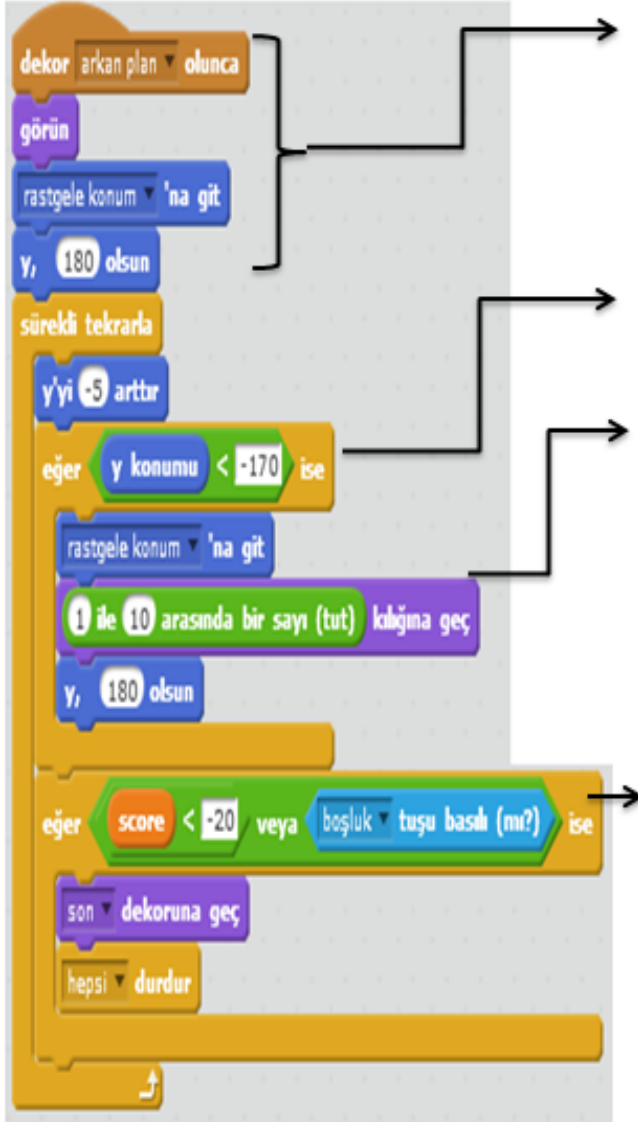 dekor arkan plan olunca
görün
rastgele konum 'na git
y, 180 olsun
sürekli tekrarla
y'yi -5 arttır
eğer y konumu < -170 ise
rastgele konum 'na git
1 ile 10 arasında bir sayı (tut) kılığına geç
y, 180 olsun
eğer score < -20 veya boşluk tuşu basılı (mı?) ise
son dekoruna geç
hepsi durdur